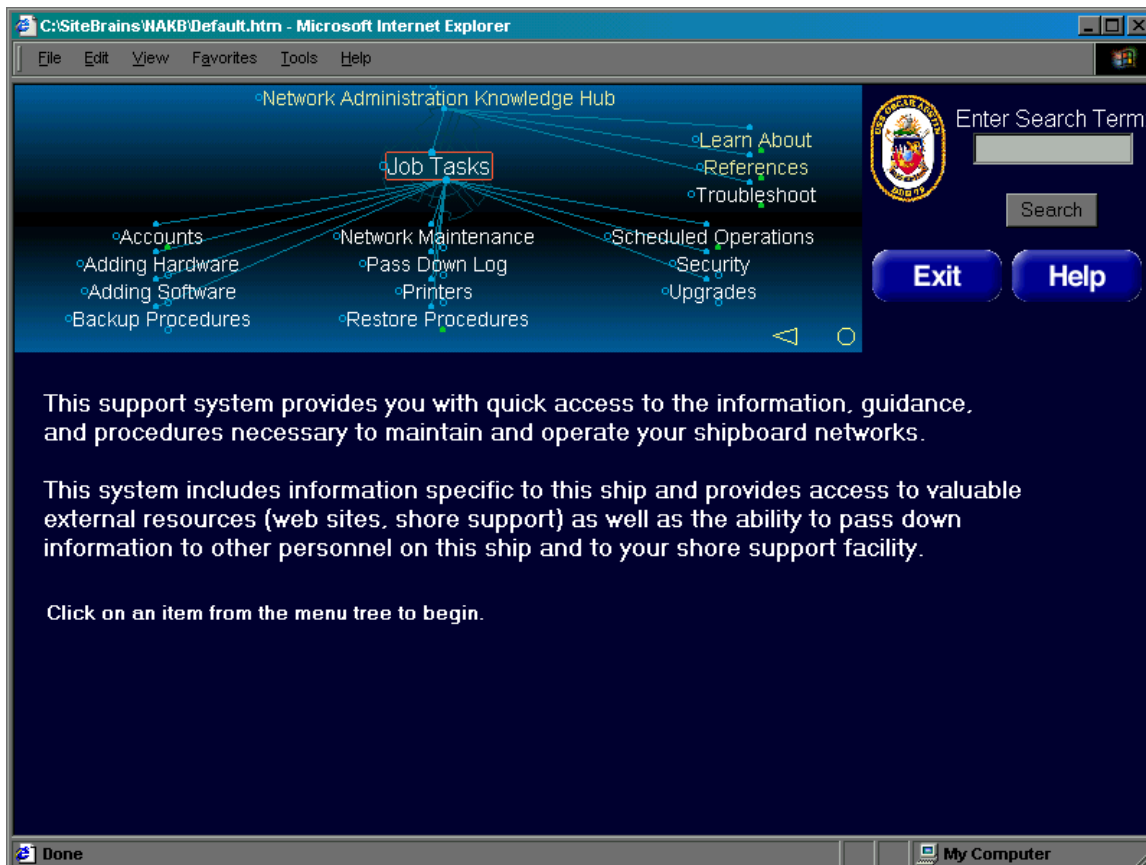 C:\SiteBrains\NAKB\Default.htm - Microsoft Internet Explorer
File Edit View Favorites Tools Help
Network Administration Knowledge Hub
Job Tasks
Learn About
References
Troubleshoot
Accounts Network Maintenance Scheduled Operations
Adding Hardware Pass Down Log Security
Adding Software Printers Upgrades
Backup Procedures Restore Procedures
USS OSCAR AUSTIN
DDG 79
Enter Search Term
Search
Exit Help
This support system provides you with quick access to the information, guidance,
and procedures necessary to maintain and operate your shipboard networks.
This system includes information specific to this ship and provides access to valuable
external resources (web sites, shore support) as well as the ability to pass down
information to other personnel on this ship and to your shore support facility.
Click on an item from the menu tree to begin.
Done My Computer